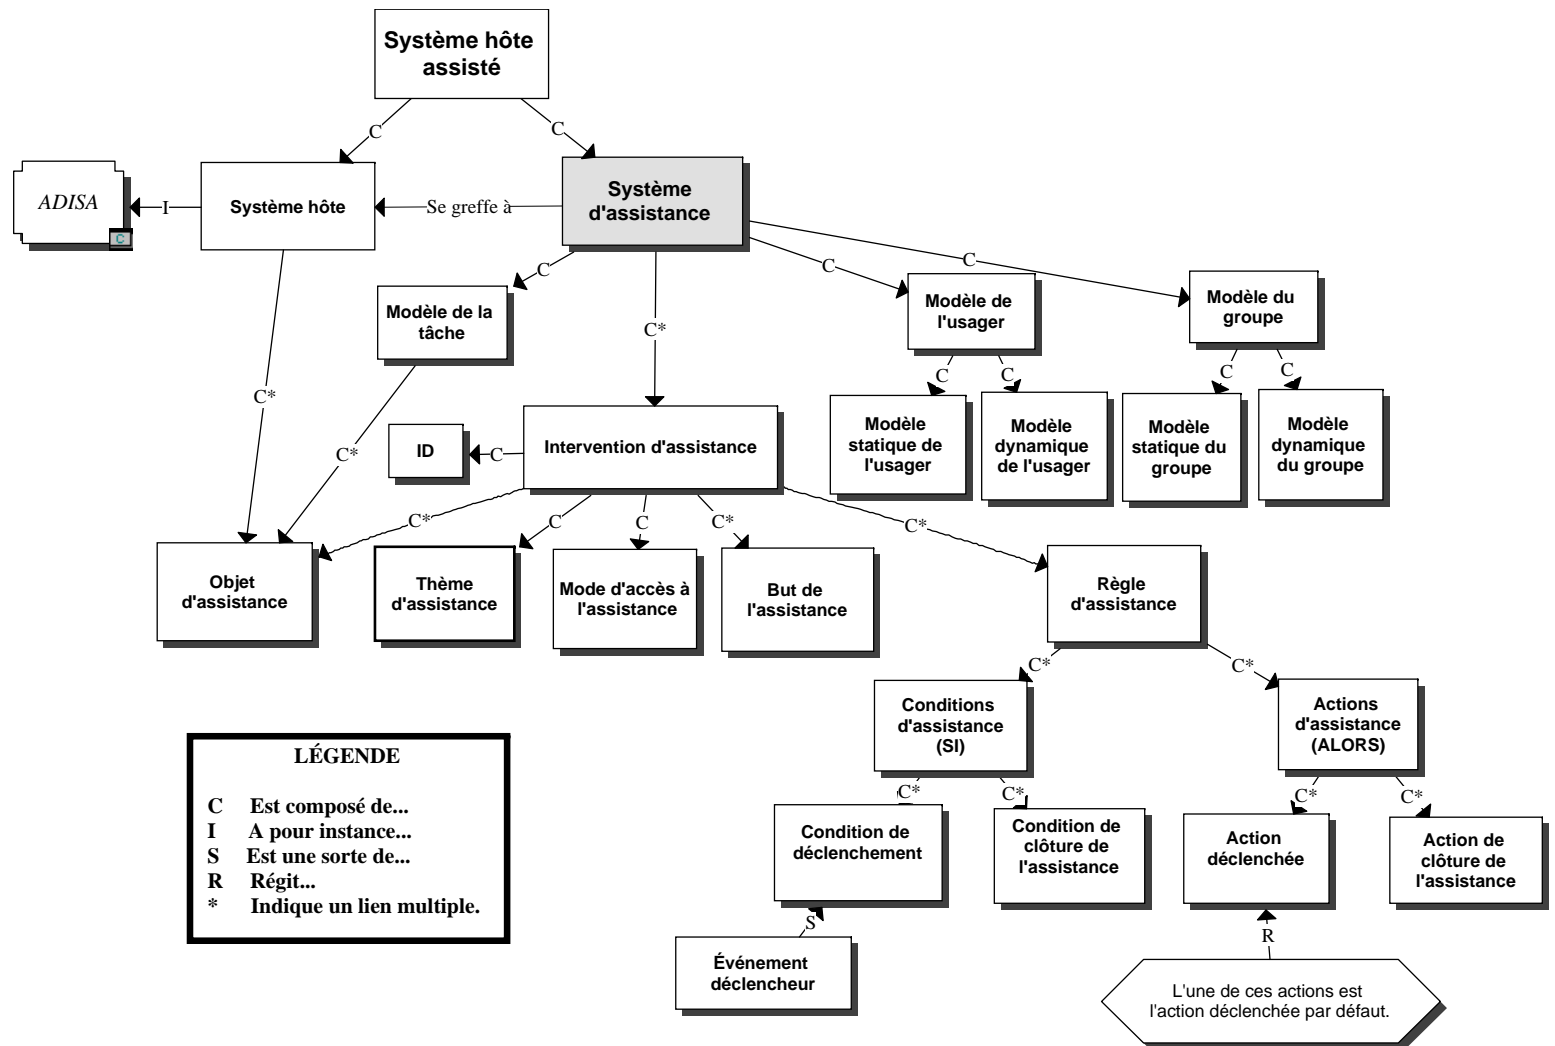 Système hôte
assisté
C
C
ADISA
C
I
Système hôte
Se greffe à
Système
d'assistance
C
C
C
C*
C*
Modèle de la
tâche
Modèle de
l'usager
Modèle du
groupe
C
C
C
C
Modèle
statique de
l'usager
Modèle
dynamique
de l'usager
Modèle
statique du
groupe
Modèle
dynamique
du groupe
C*
ID
C
Intervention d'assistance
C*
C
C
C*
C*
Objet
d'assistance
Thème
d'assistance
Mode d'accès à
l'assistance
But de
l'assistance
Règle
d'assistance
C*
C*
Conditions
d'assistance
(SI)
Actions
d'assistance
(ALORS)
C*
C*
C*
C*
Condition de
déclenchement
Condition de
clôture de
l'assistance
Action
déclenchée
Action de
clôture de
l'assistance
S
R
Événement
déclencheur
L'une de ces actions est
l'action déclenchée par défaut.
LÉGENDE
C Est composé de...
I A pour instance...
S Est une sorte de...
R Régit...
* Indique un lien multiple.